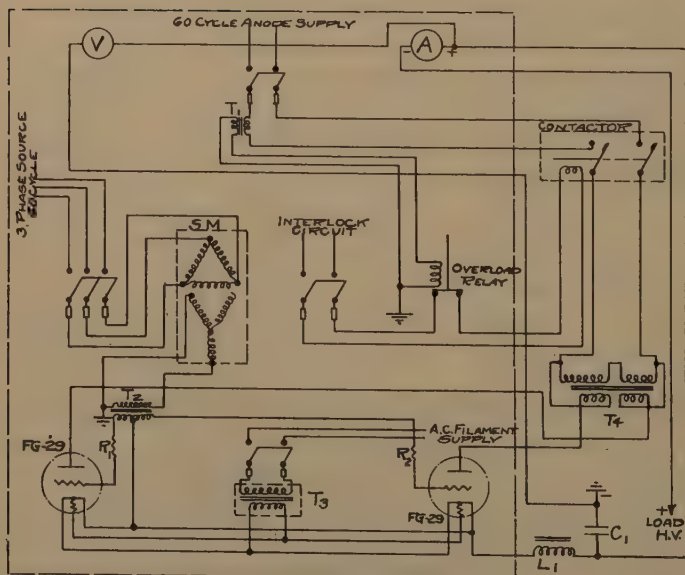 60 CYCLE ANODE SUPPLY
V
A
- +
T1
CONTACTOR
3. PHASE SOURCE
60 CYCLE
S.M
INTERLOCK
CIRCUIT
OVERLOAD
RELAY
T2
T4
A.C. FILAMENT
SUPPLY
FG-29
R1
R2
T3
FG-29
+
LOAD
H.V.
C1
L1